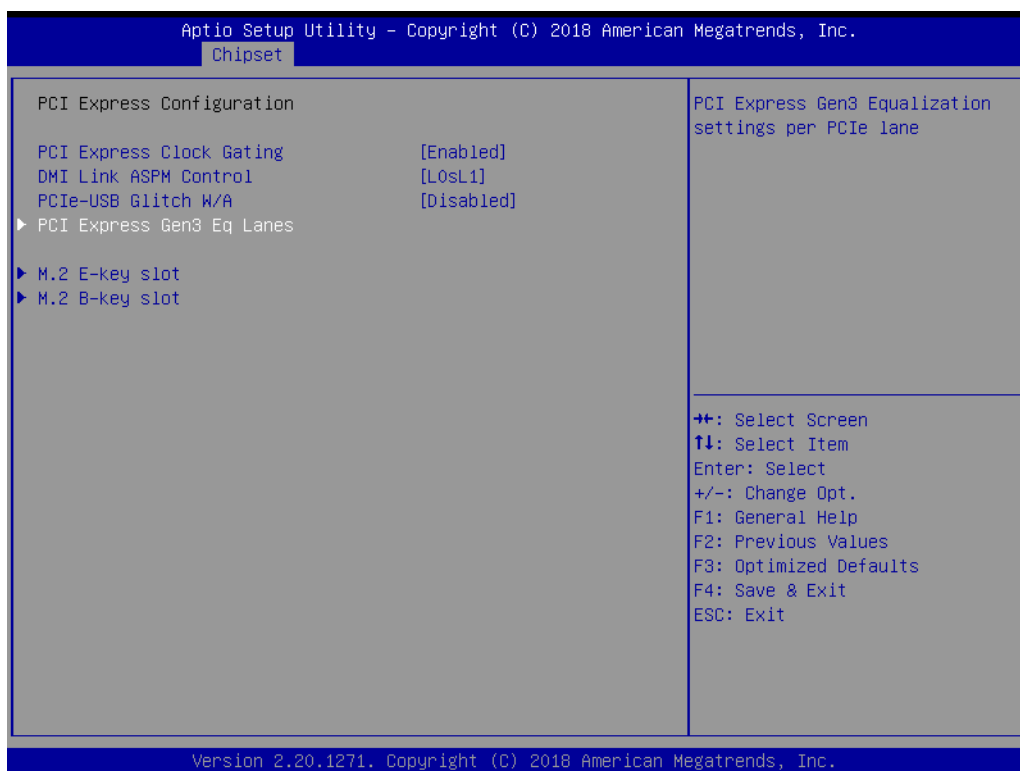 Aptio Setup Utility – Copyright (C) 2018 American Megatrends, Inc.
Chipset
PCI Express Configuration
PCI Express Clock Gating [Enabled]
DMI Link ASPM Control [L0sL1]
PCIe-USB Glitch W/A [Disabled]
▶ PCI Express Gen3 Eq Lanes
▶ M.2 E-key slot
▶ M.2 B-key slot
PCI Express Gen3 Equalization
settings per PCIe lane
→←: Select Screen
↑↓: Select Item
Enter: Select
+/-: Change Opt.
F1: General Help
F2: Previous Values
F3: Optimized Defaults
F4: Save & Exit
ESC: Exit
Version 2.20.1271. Copyright (C) 2018 American Megatrends, Inc.